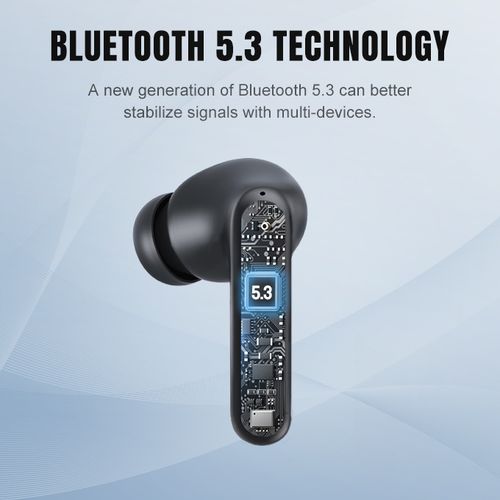 BLUETOOTH 5.3 TECHNOLOGY
A new generation of Bluetooth 5.3 can better
stabilize signals with multi-devices.
5.3